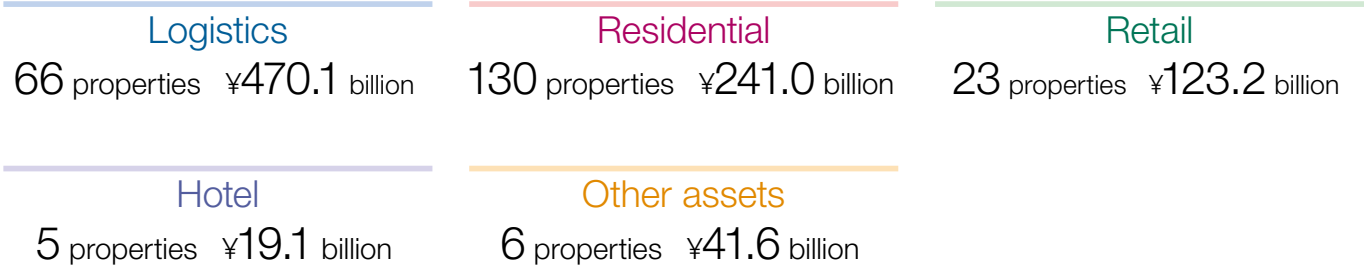 Logistics
66 properties ¥470.1 billion
Residential
130 properties ¥241.0 billion
Retail
23 properties ¥123.2 billion
Hotel
5 properties ¥19.1 billion
Other assets
6 properties ¥41.6 billion